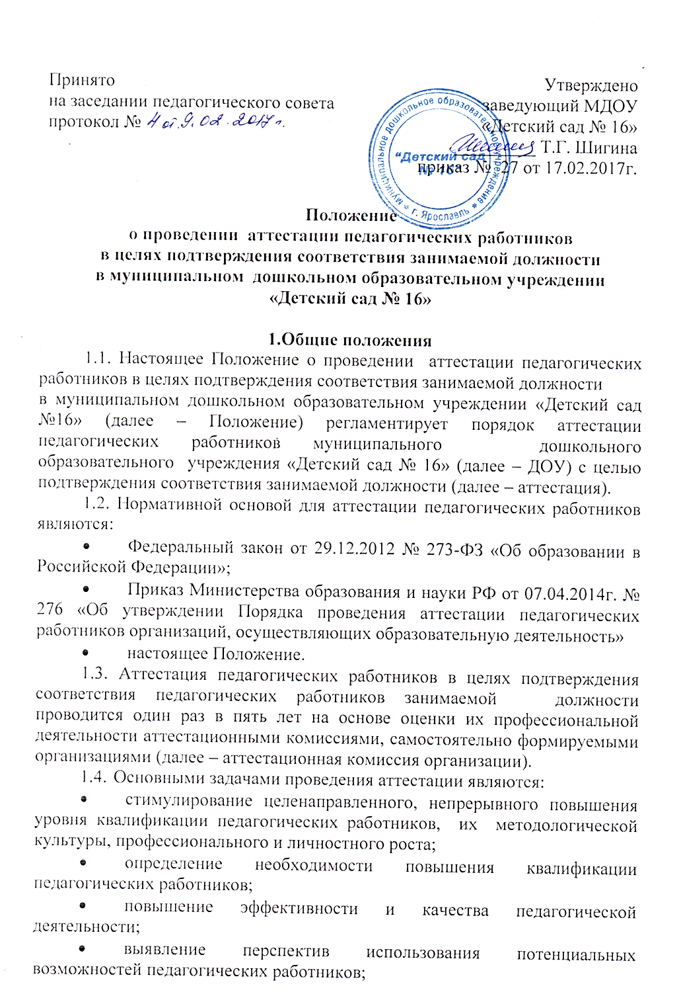 Принято
на заседании педагогического совета
протокол № 4 от 9.02.2017 г.
Утверждено
заведующий МДОУ
«Детский сад № 16»
Т.Г. Шигина
приказ № 27 от 17.02.2017г.
муниципальное дошкольное образовательное учреждение * г. Ярославль *
“Детский сад
№ 16”
Положение
о проведении аттестации педагогических работников
в целях подтверждения соответствия занимаемой должности
в муниципальном дошкольном образовательном учреждении
«Детский сад № 16»
1.Общие положения
1.1. Настоящее Положение о проведении аттестации педагогических
работников в целях подтверждения соответствия занимаемой должности
в муниципальном дошкольном образовательном учреждении «Детский сад
№16» (далее – Положение) регламентирует порядок аттестации
педагогических работников муниципального дошкольного
образовательного учреждения «Детский сад № 16» (далее – ДОУ) с целью
подтверждения соответствия занимаемой должности (далее – аттестация).
1.2. Нормативной основой для аттестации педагогических работников
являются:
• Федеральный закон от 29.12.2012 № 273-ФЗ «Об образовании в
Российской Федерации»;
• Приказ Министерства образования и науки РФ от 07.04.2014г. №
276 «Об утверждении Порядка проведения аттестации педагогических
работников организаций, осуществляющих образовательную деятельность»
• настоящее Положение.
1.3. Аттестация педагогических работников в целях подтверждения
соответствия педагогических работников занимаемой должности
проводится один раз в пять лет на основе оценки их профессиональной
деятельности аттестационными комиссиями, самостоятельно формируемыми
организациями (далее – аттестационная комиссия организации).
1.4. Основными задачами проведения аттестации являются:
• стимулирование целенаправленного, непрерывного повышения
уровня квалификации педагогических работников, их методологической
культуры, профессионального и личностного роста;
• определение необходимости повышения квалификации
педагогических работников;
• повышение эффективности и качества педагогической
деятельности;
• выявление перспектив использования потенциальных
возможностей педагогических работников;